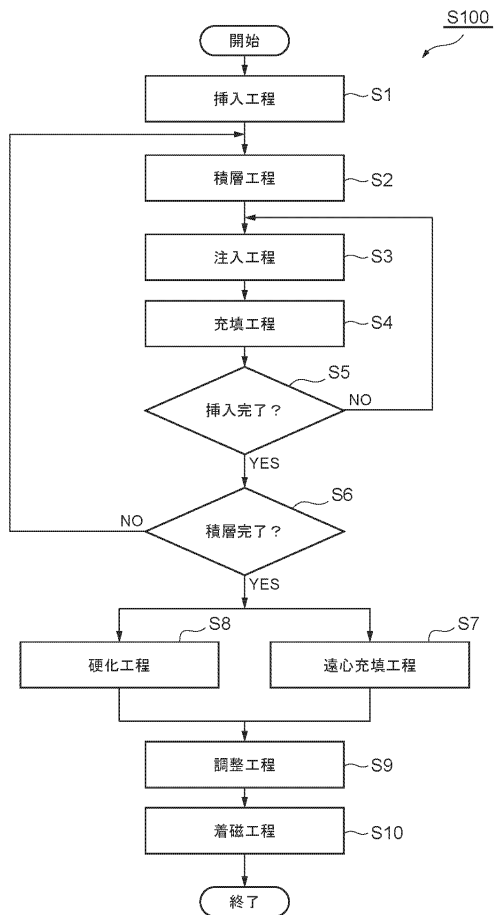 S100
開始
挿入工程
S1
積層工程
S2
注入工程
S3
充填工程
S4
S5
挿入完了？
NO
YES
S6
積層完了？
NO
YES
S8
硬化工程
S7
遠心充填工程
調整工程
S9
着磁工程
S10
終了